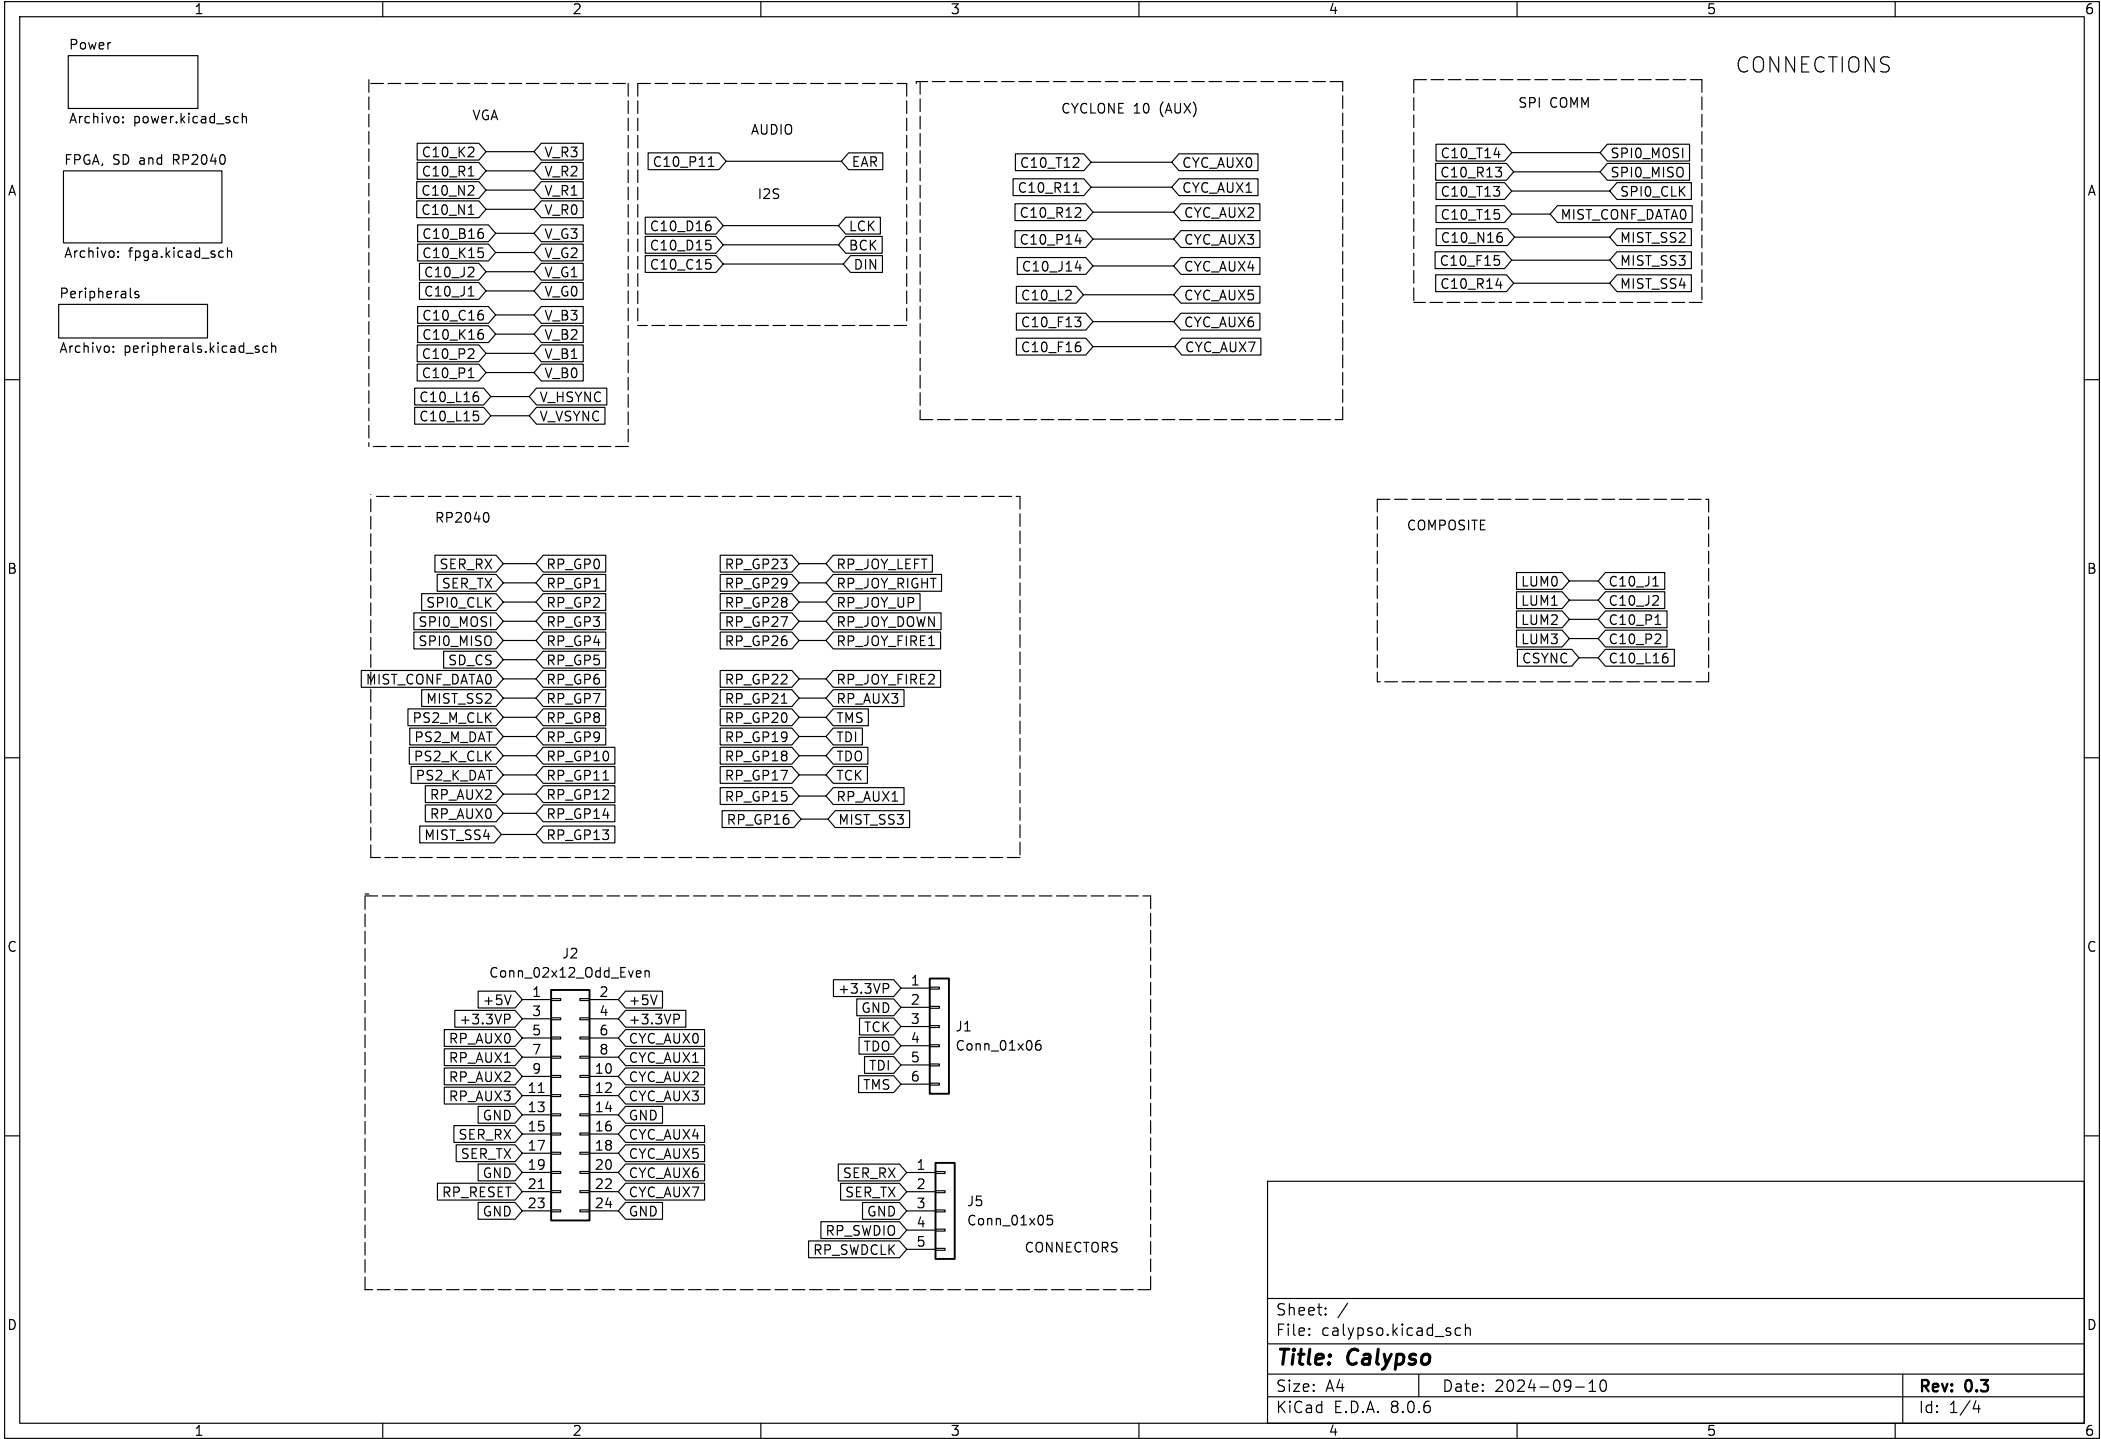 1 2 3 4 5 6
CONNECTIONS
Power
Archivo: power.kicad_sch
FPGA, SD and RP2040
Archivo: fpga.kicad_sch
Peripherals
Archivo: peripherals.kicad_sch
A A
VGA
C10_K2 V_R3
C10_R1 V_R2
C10_N2 V_R1
C10_N1 V_R0
C10_B16 V_G3
C10_K15 V_G2
C10_J2 V_G1
C10_J1 V_G0
C10_C16 V_B3
C10_K16 V_B2
C10_P2 V_B1
C10_P1 V_B0
C10_L16 V_HSYNC
C10_L15 V_VSYNC
AUDIO
C10_P11 EAR
I2S
C10_D16 LCK
C10_D15 BCK
C10_C15 DIN
CYCLONE 10 (AUX)
C10_T12 CYC_AUX0
C10_R11 CYC_AUX1
C10_R12 CYC_AUX2
C10_P14 CYC_AUX3
C10_J14 CYC_AUX4
C10_L2 CYC_AUX5
C10_F13 CYC_AUX6
C10_F16 CYC_AUX7
SPI COMM
C10_T14 SPI0_MOSI
C10_R13 SPI0_MISO
C10_T13 SPI0_CLK
C10_T15 MIST_CONF_DATA0
C10_N16 MIST_SS2
C10_F15 MIST_SS3
C10_R14 MIST_SS4
B B
RP2040
SER_RX RP_GP0
SER_TX RP_GP1
SPI0_CLK RP_GP2
SPI0_MOSI RP_GP3
SPI0_MISO RP_GP4
SD_CS RP_GP5
MIST_CONF_DATA0 RP_GP6
MIST_SS2 RP_GP7
PS2_M_CLK RP_GP8
PS2_M_DAT RP_GP9
PS2_K_CLK RP_GP10
PS2_K_DAT RP_GP11
RP_AUX2 RP_GP12
RP_AUX0 RP_GP14
MIST_SS4 RP_GP13
RP_GP23 RP_JOY_LEFT
RP_GP29 RP_JOY_RIGHT
RP_GP28 RP_JOY_UP
RP_GP27 RP_JOY_DOWN
RP_GP26 RP_JOY_FIRE1
RP_GP22 RP_JOY_FIRE2
RP_GP21 RP_AUX3
RP_GP20 TMS
RP_GP19 TDI
RP_GP18 TDO
RP_GP17 TCK
RP_GP15 RP_AUX1
RP_GP16 MIST_SS3
COMPOSITE
LUM0 C10_J1
LUM1 C10_J2
LUM2 C10_P1
LUM3 C10_P2
CSYNC C10_L16
C C
J2
Conn_02x12_Odd_Even
+5V 1 2 +5V
+3.3VP 3 4 +3.3VP
RP_AUX0 5 6 CYC_AUX0
RP_AUX1 7 8 CYC_AUX1
RP_AUX2 9 10 CYC_AUX2
RP_AUX3 11 12 CYC_AUX3
GND 13 14 GND
SER_RX 15 16 CYC_AUX4
SER_TX 17 18 CYC_AUX5
GND 19 20 CYC_AUX6
RP_RESET 21 22 CYC_AUX7
GND 23 24 GND
+3.3VP 1
GND 2
TCK 3
TDO 4
TDI 5
TMS 6
J1
Conn_01x06
SER_RX 1
SER_TX 2
GND 3
RP_SWDIO 4
RP_SWDCLK 5
J5
Conn_01x05
CONNECTORS
D D
Sheet: /
File: calypso.kicad_sch
Title: Calypso
Size: A4 Date: 2024-09-10 Rev: 0.3
KiCad E.D.A. 8.0.6 Id: 1/4
1 2 3 4 5 6